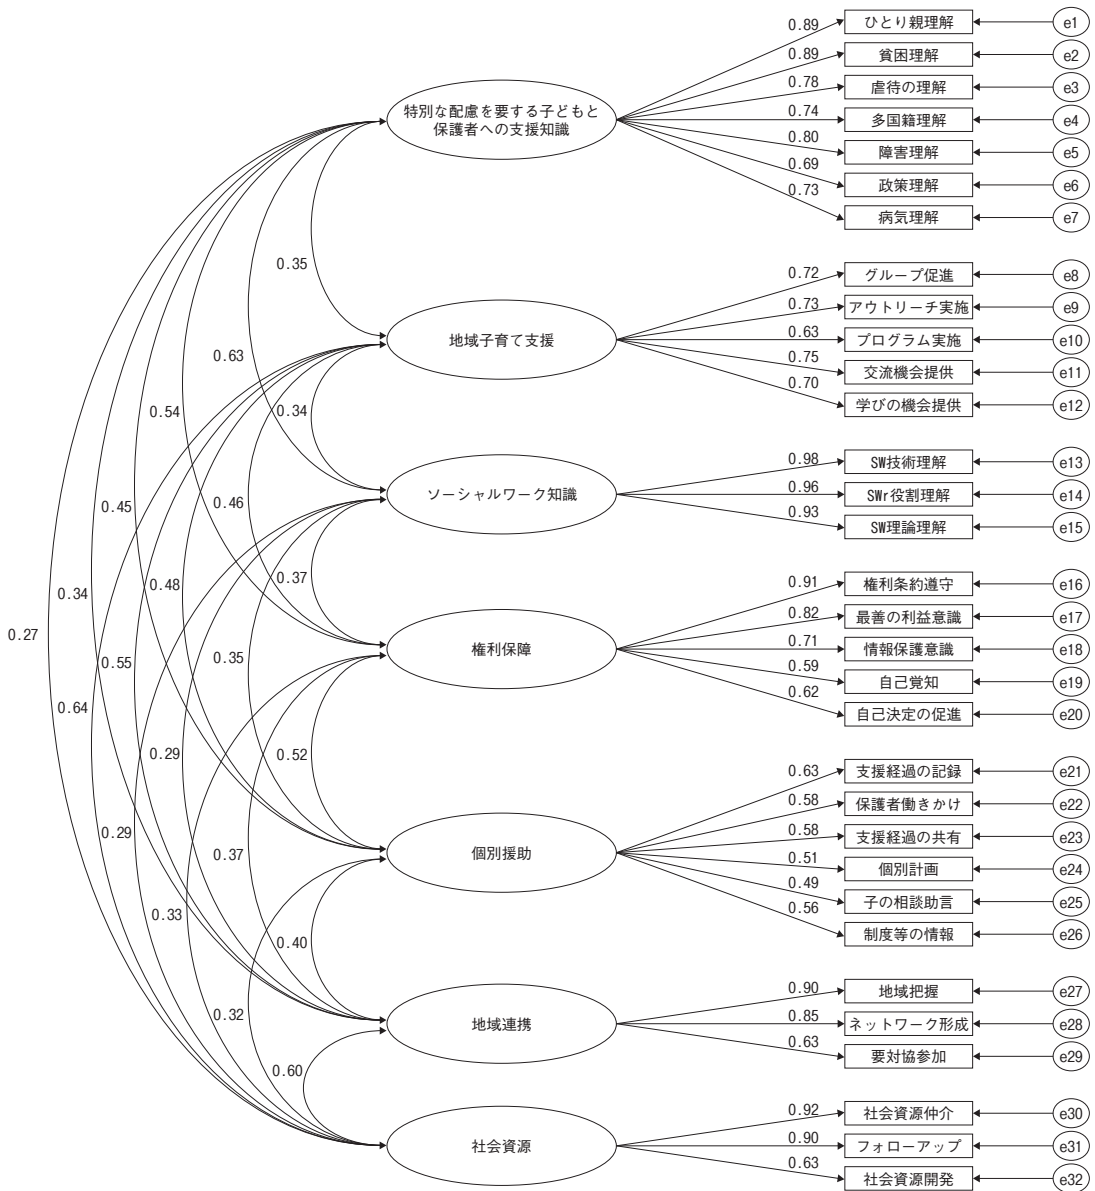 0.89
ひとり親理解
e1
0.89
貧困理解
e2
0.78
虐待の理解
e3
0.74
多国籍理解
e4
0.80
障害理解
e5
0.69
政策理解
e6
0.73
病気理解
e7
特別な配慮を要する子どもと
保護者への支援知識
0.35
0.72
グループ促進
e8
0.73
アウトリーチ実施
e9
0.63
プログラム実施
e10
0.75
交流機会提供
e11
0.70
学びの機会提供
e12
地域子育て支援
0.63
0.54
0.34
0.98
SW技術理解
e13
0.96
SWr役割理解
e14
0.93
SW理論理解
e15
ソーシャルワーク知識
0.45
0.46
0.48
0.37
0.34
0.27
0.91
権利条約遵守
e16
0.82
最善の利益意識
e17
0.71
情報保護意識
e18
0.59
自己覚知
e19
0.62
自己決定の促進
e20
権利保障
0.55
0.35
0.64
0.29
0.52
0.63
支援経過の記録
e21
0.58
保護者働きかけ
e22
0.58
支援経過の共有
e23
0.51
個別計画
e24
0.49
子の相談助言
e25
0.56
制度等の情報
e26
個別援助
0.29
0.37
0.33
0.40
0.90
地域把握
e27
0.85
ネットワーク形成
e28
0.63
要対協参加
e29
地域連携
0.32
0.60
0.92
社会資源仲介
e30
0.90
フォローアップ
e31
0.63
社会資源開発
e32
社会資源